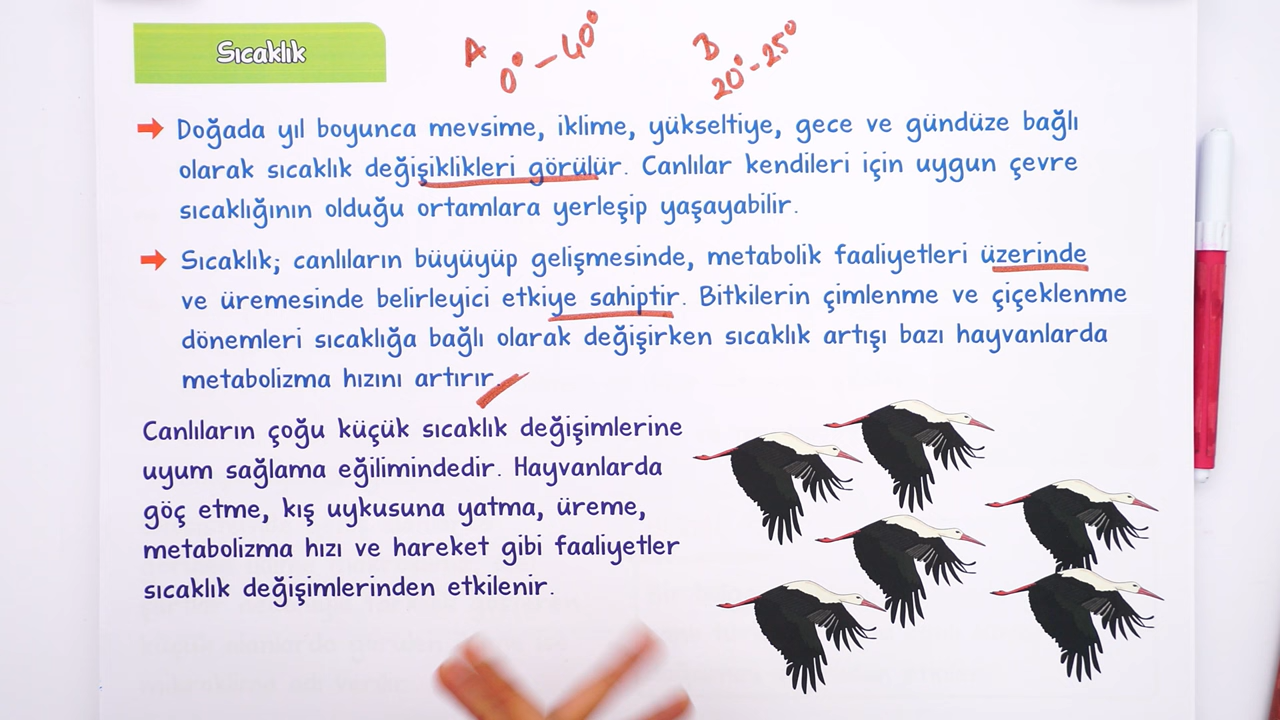 Sıcaklık
A
0° - 40°
B
20° - 25°
Doğada yıl boyunca mevsime, iklime, yükseltiye, gece ve gündüze bağlı
olarak sıcaklık değişiklikleri görülür. Canlılar kendileri için uygun çevre
sıcaklığının olduğu ortamlara yerleşip yaşayabilir.
Sıcaklık; canlıların büyüyüp gelişmesinde, metabolik faaliyetleri üzerinde
ve üremesinde belirleyici etkiye sahiptir. Bitkilerin çimlenme ve çiçeklenme
dönemleri sıcaklığa bağlı olarak değişirken sıcaklık artışı bazı hayvanlarda
metabolizma hızını artırır.
Canlıların çoğu küçük sıcaklık değişimlerine
uyum sağlama eğilimindedir. Hayvanlarda
göç etme, kış uykusuna yatma, üreme,
metabolizma hızı ve hareket gibi faaliyetler
sıcaklık değişimlerinden etkilenir.